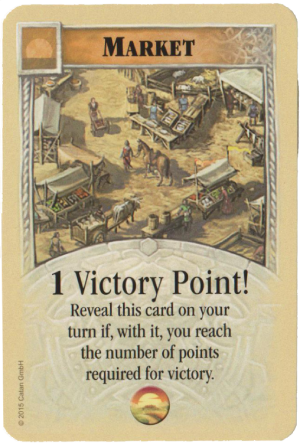 MARKET
1 Victory Point!
Reveal this card on your
turn if, with it, you reach
the number of points
required for victory.
© 2015 Catan GmbH